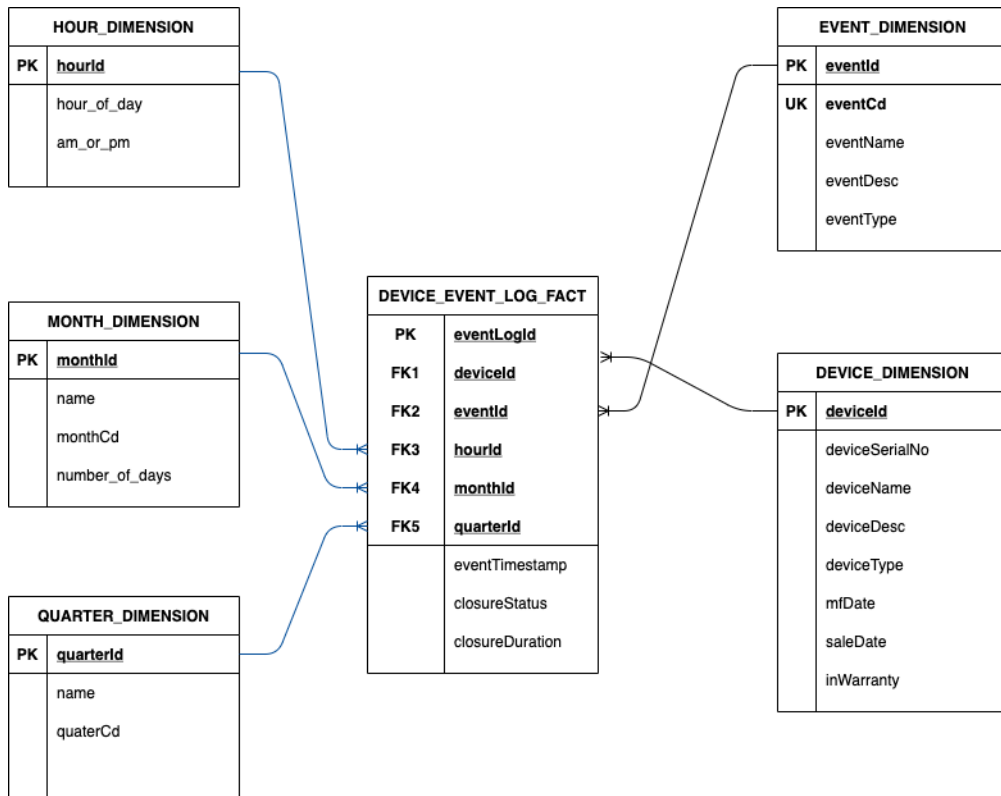 HOUR_DIMENSION
PK hourId
hour_of_day
am_or_pm
MONTH_DIMENSION
PK monthId
name
monthCd
number_of_days
QUARTER_DIMENSION
PK quarterId
name
quaterCd
DEVICE_EVENT_LOG_FACT
PK eventLogId
FK1 deviceId
FK2 eventId
FK3 hourId
FK4 monthId
FK5 quarterId
eventTimestamp
closureStatus
closureDuration
EVENT_DIMENSION
PK eventId
UK eventCd
eventName
eventDesc
eventType
DEVICE_DIMENSION
PK deviceId
deviceSerialNo
deviceName
deviceDesc
deviceType
mfDate
saleDate
inWarranty